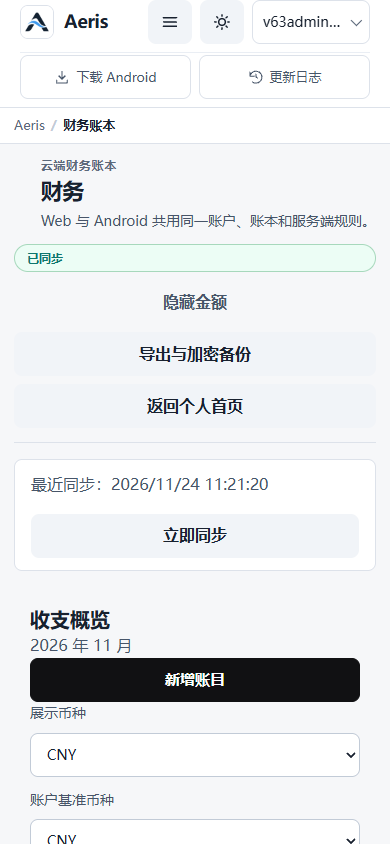 Aeris
v63admin...
下载 Android
更新日志
Aeris / 财务账本
云端财务账本
财务
Web 与 Android 共用同一账户、账本和服务端规则。
已同步
隐藏金额
导出与加密备份
返回个人首页
最近同步：2026/11/24 11:21:20
立即同步
收支概览
2026 年 11 月
新增账目
展示币种
CNY
账户基准币种
CNY